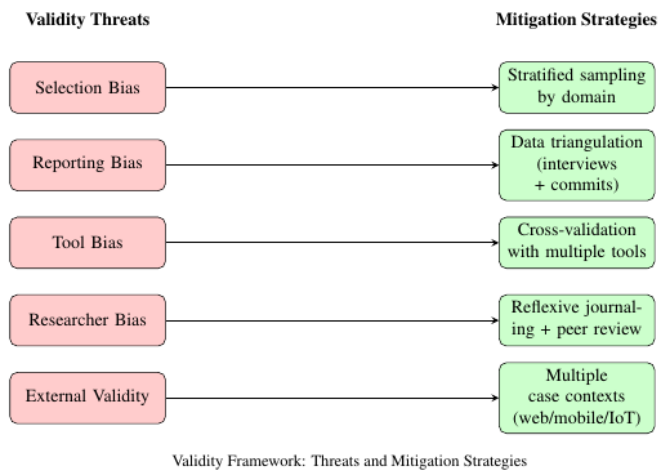 Validity Threats
Mitigation Strategies
Selection Bias
Stratified sampling
by domain
Reporting Bias
Data triangulation
(interviews
+ commits)
Tool Bias
Cross-validation
with multiple tools
Researcher Bias
Reflexive journal-
ing + peer review
External Validity
Multiple
case contexts
(web/mobile/IoT)
Validity Framework: Threats and Mitigation Strategies